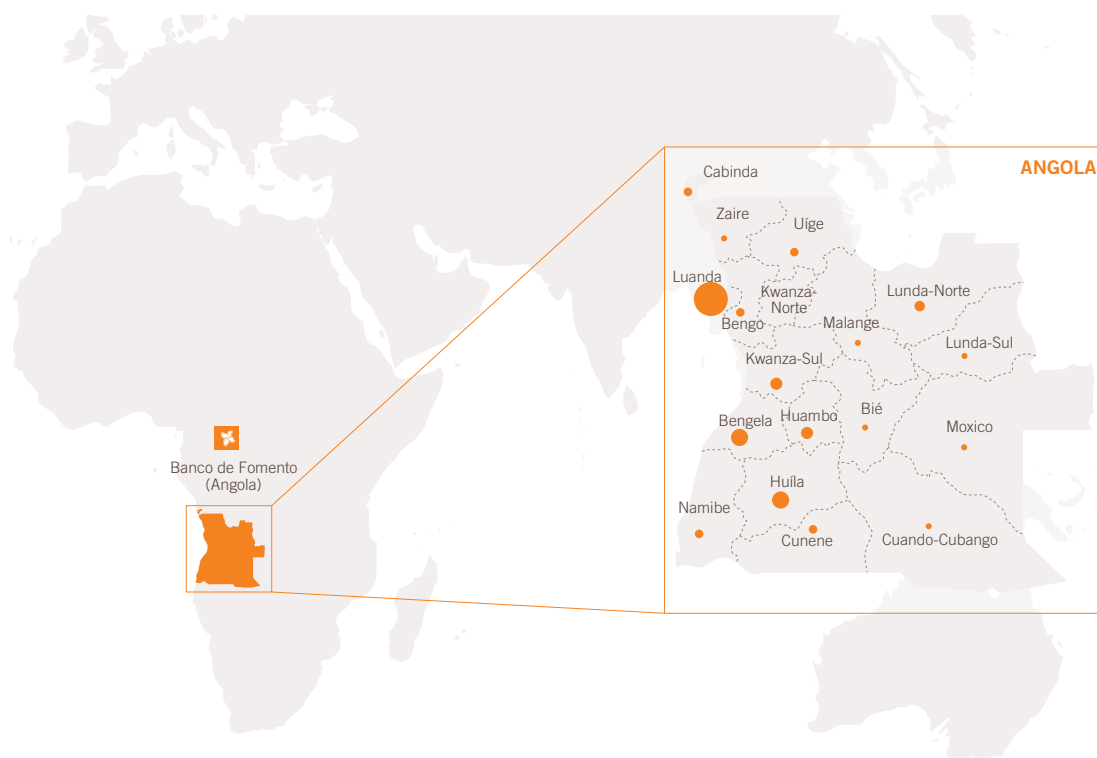 ANGOLA
Cabinda
Zaire
Uíge
Luanda
Kwanza-
Norte
Bengo
Malange
Lunda-Norte
Lunda-Sul
Kwanza-Sul
Bengela
Huambo
Bié
Moxico
Huíla
Namibe
Cunene
Cuando-Cubango
Banco de Fomento
(Angola)